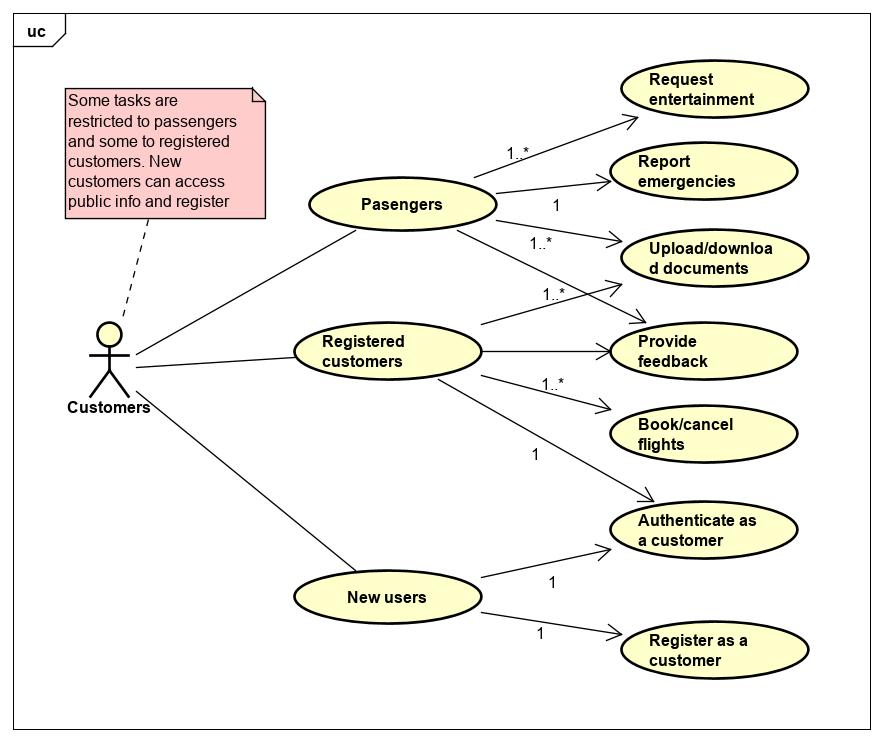 uc
Some tasks are
restricted to passengers
and some to registered
customers. New
customers can access
public info and register
Customers
Pasengers
Registered
customers
New users
1..*
1
1..*
1..*
1..*
1
1
1
Request
entertainment
Report
emergencies
Upload/downloa
d documents
Provide
feedback
Book/cancel
flights
Authenticate as
a customer
Register as a
customer